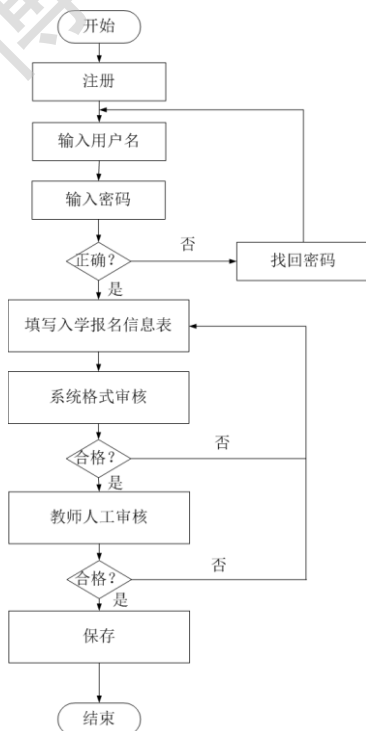 开始
注册
输入用户名
输入密码
正确？
否
找回密码
是
填写入学报名信息表
系统格式审核
合格？
否
是
教师人工审核
合格？
否
是
保存
结束